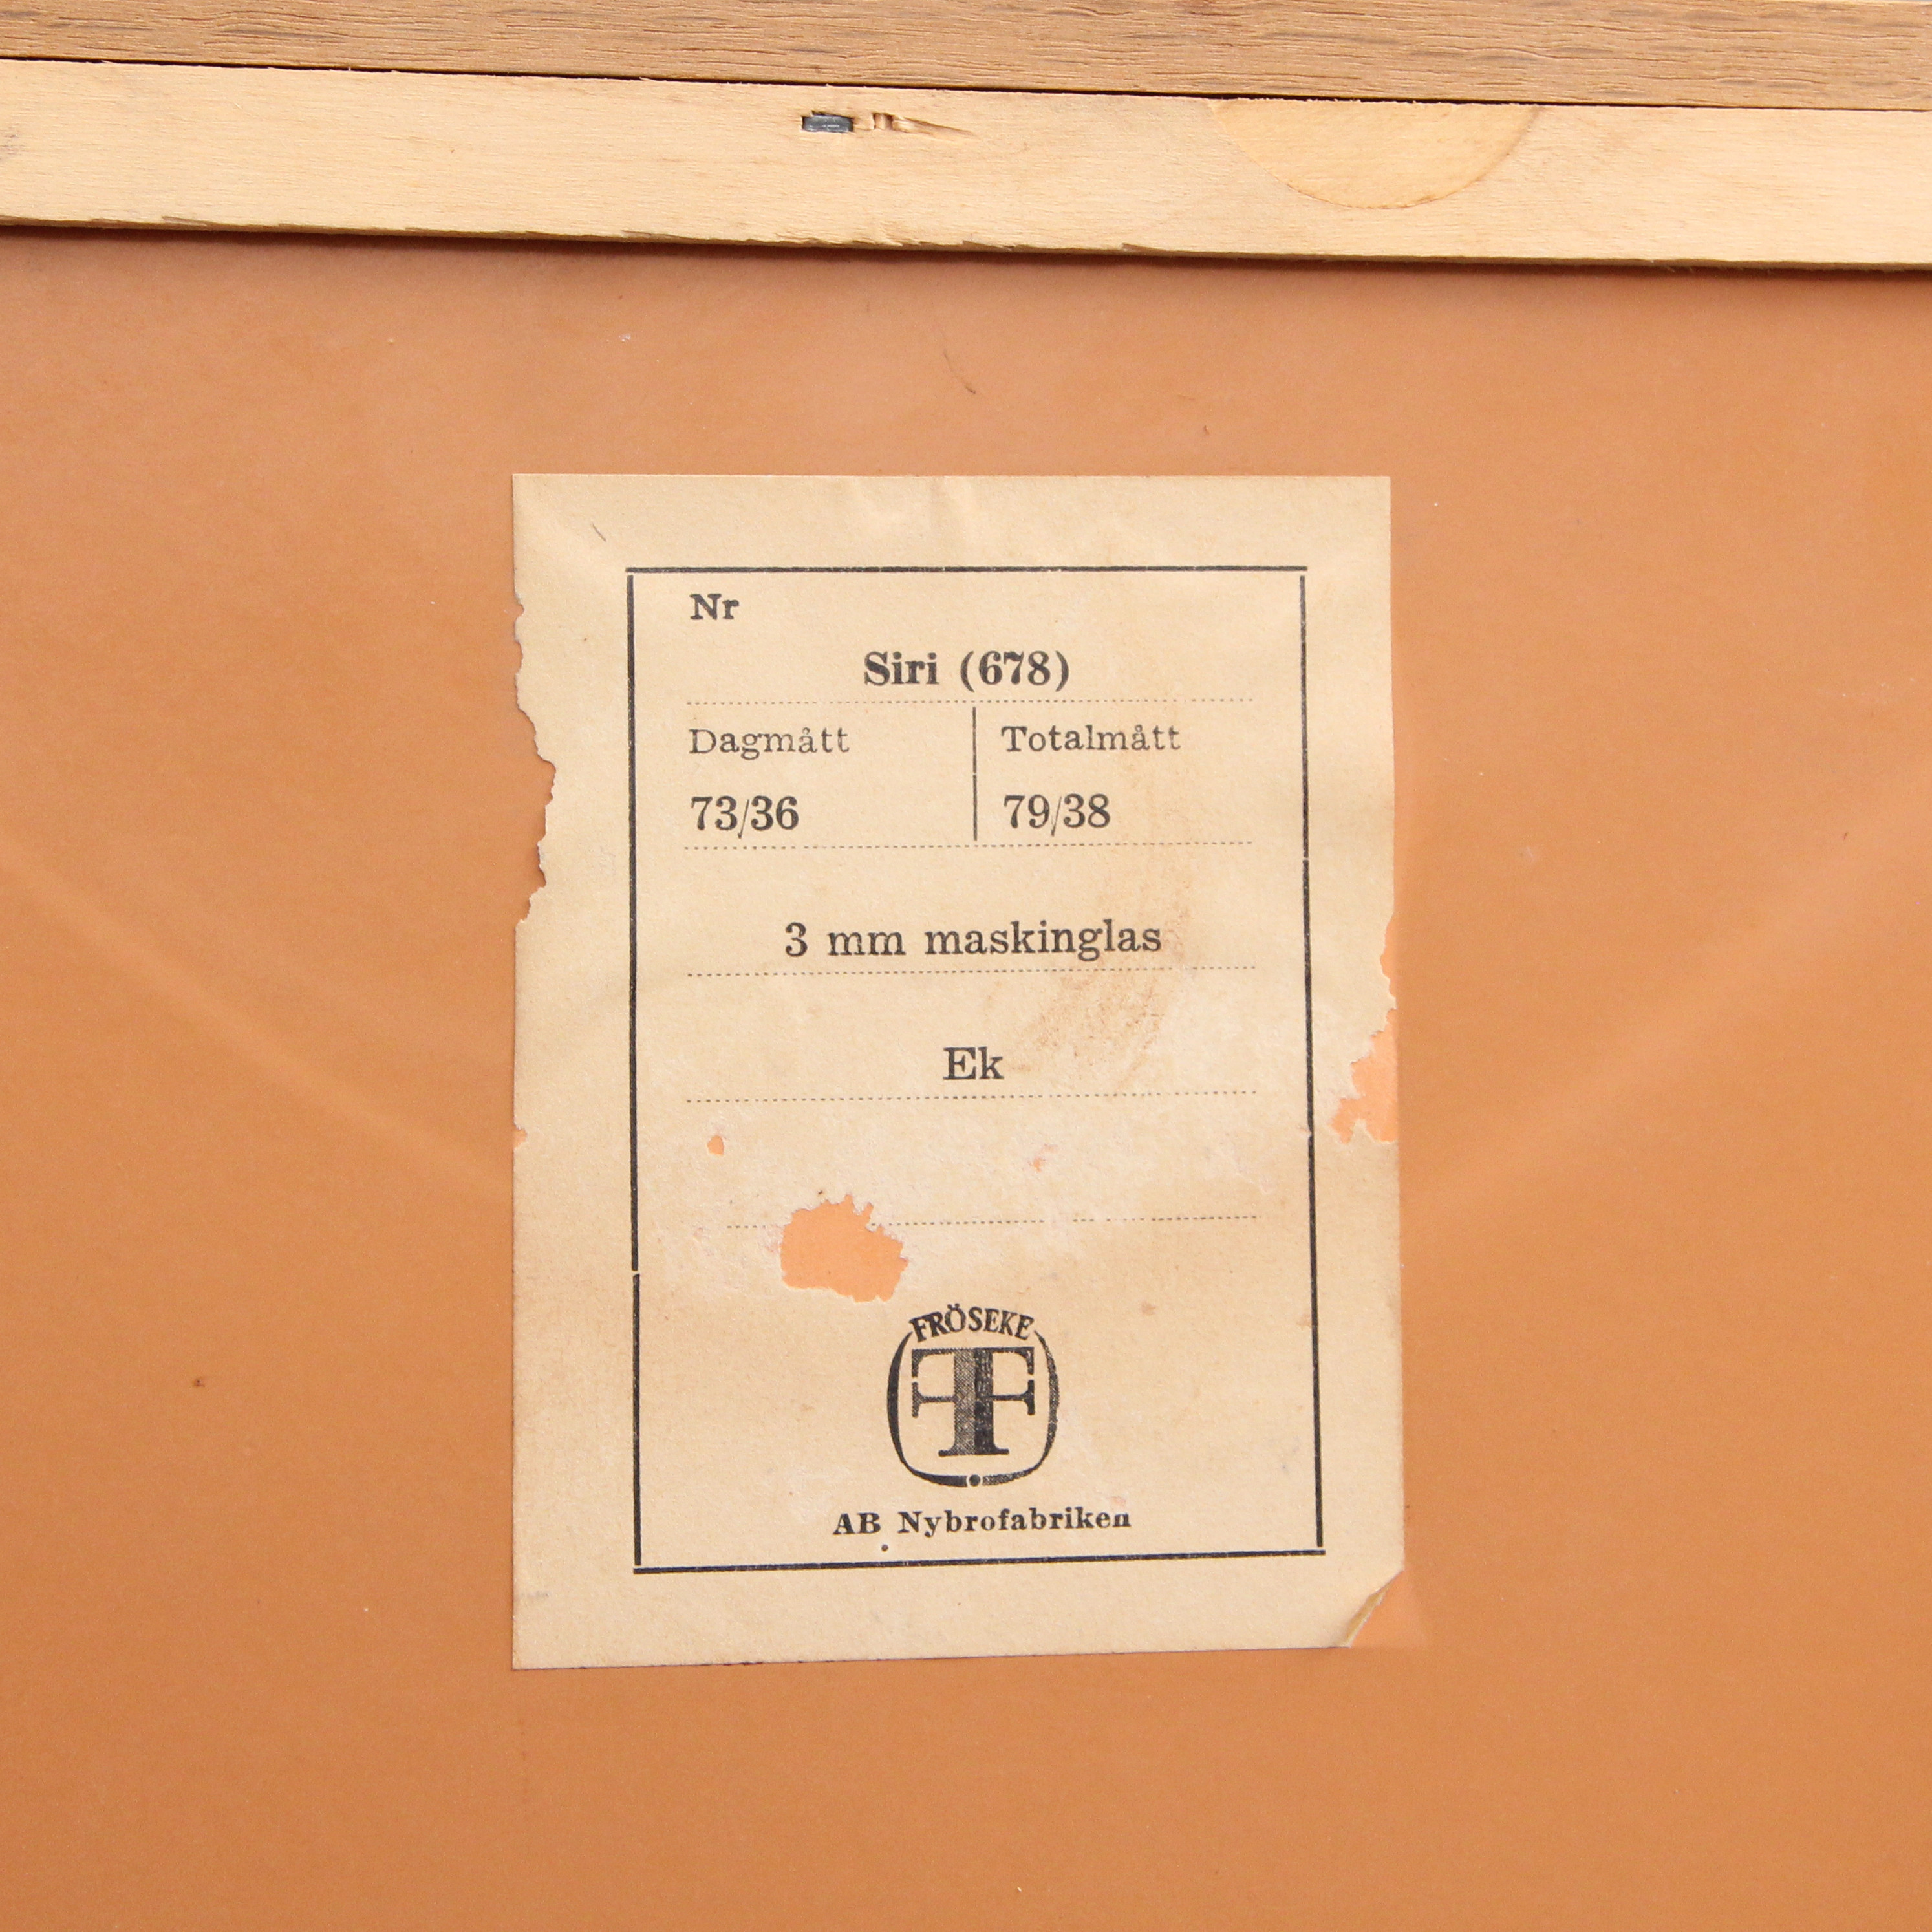 Nr
Siri (678)
Dagmått Totalmått
73/36 79/38
3 mm maskinglas
Ek
FRÖSEKE
F
AB Nybrofabriken